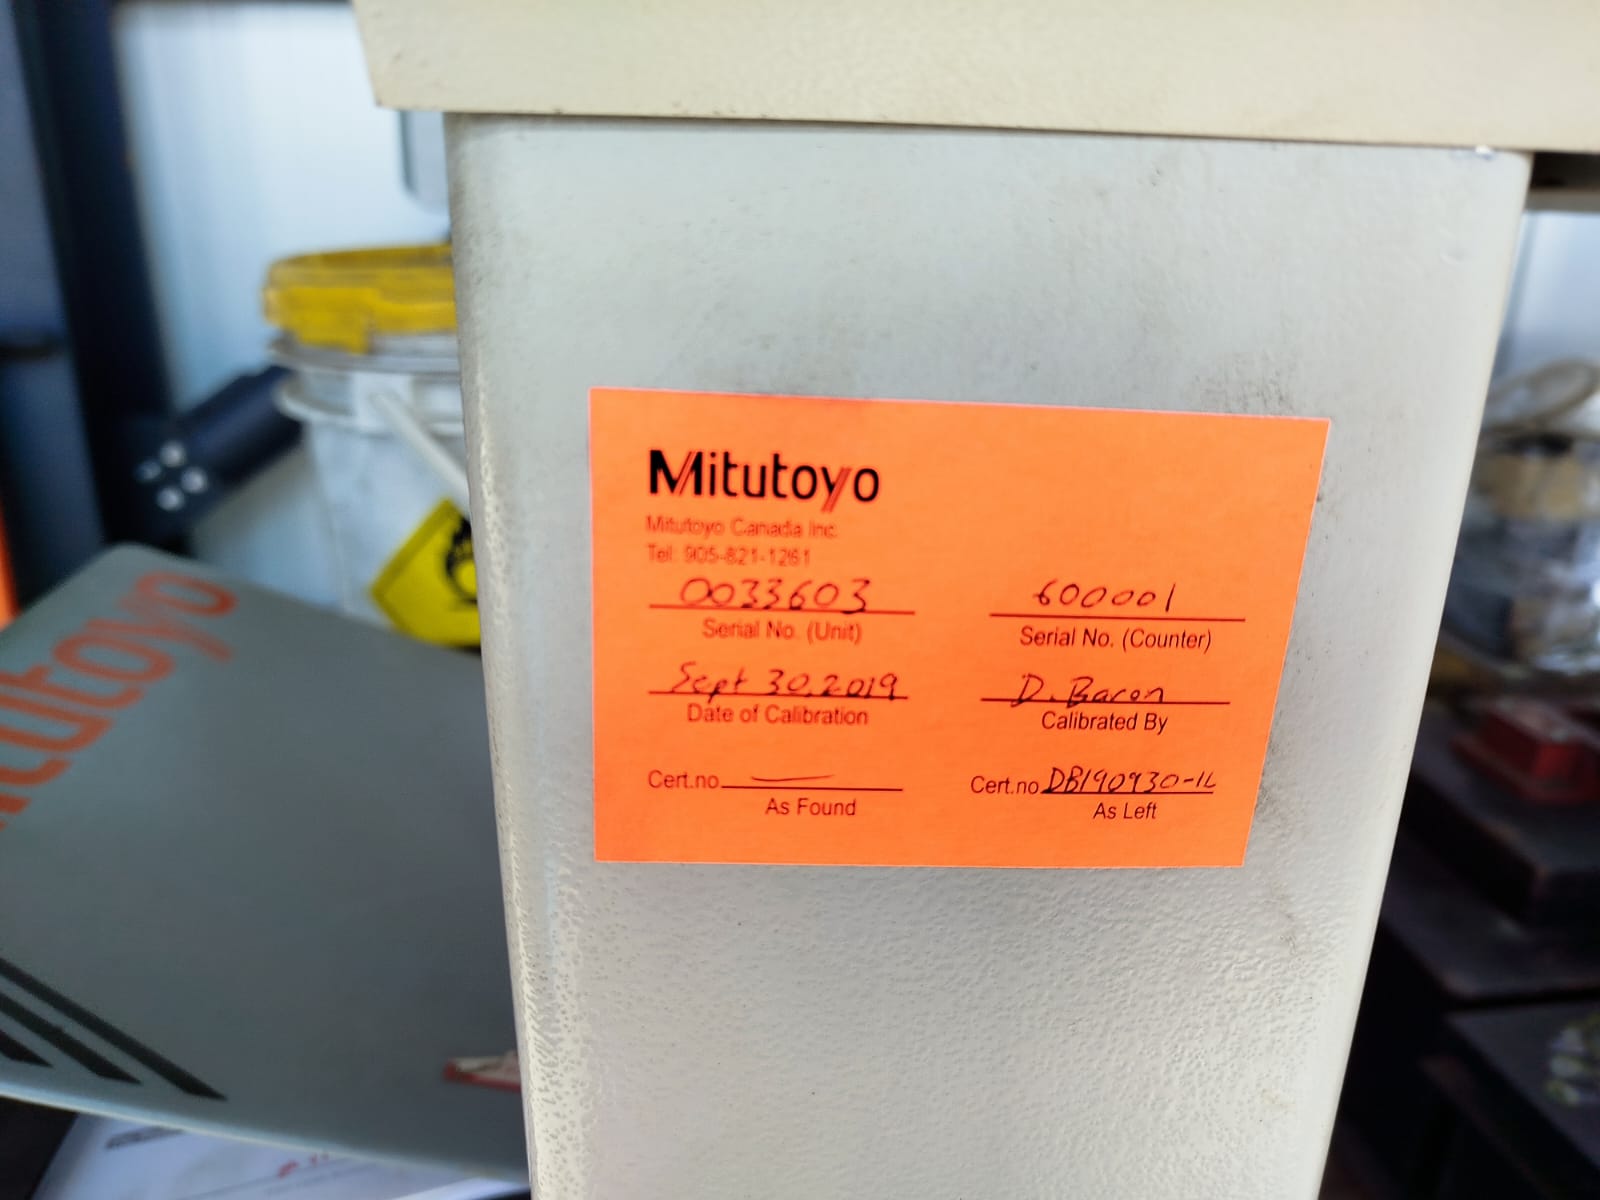 Mitutoyo
Mitutoyo Canada Inc.
Tel: 905-821-1261
0033603 600001
Serial No. (Unit) Serial No. (Counter)
Sept 30, 2019 D. Baron
Date of Calibration Calibrated By
Cert.no — Cert.no DB190930-1L
As Found As Left
utoyo